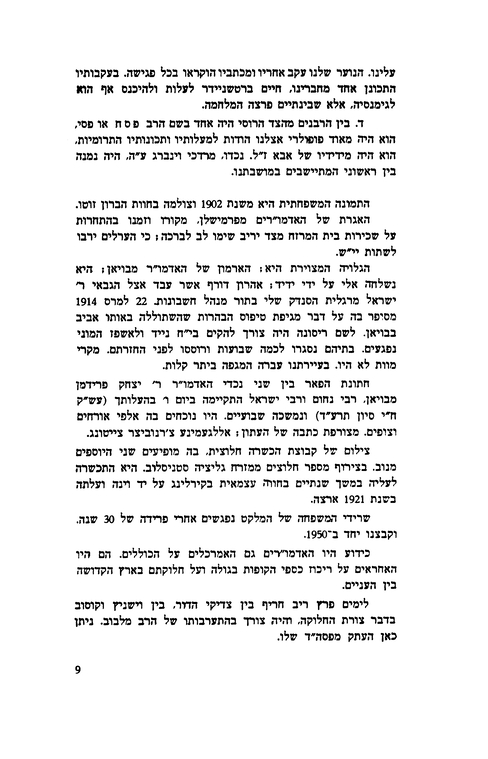 עלינו. הנוער שלנו עקב אחריו ומכתביו הוקראו בכל פגישה. בעקבותיו
התכונן אחד מחברינו, חיים ברטשניידר לעלות ולהיכנס אף הוא
לגימנסיה, אלא שבינתיים פרצה המלחמה.
ד. בין הרבנים מהצד הרוסי היה אחד בשם הרב פסח או פסי,
הוא היה מאוד פופולרי אצלנו הודות למעלותיו ותכונותיו התרומיות,
הוא היה מידידיו של אבא ז״ל. נכדו, מרדכי וינברג ע״ה, היה נמנה
בין ראשוני המתיישבים במושבתנו.
התמונה המשפחתית היא משנת 1902 וצולמה בחוות הברון זוטו.
האגרת של האדמו״רים מפרמישלן, מקורו וזמנו בהתחרות
על שכירות בית המרזח מצד יריב שימו לב לברכה; כי הערלים ירבו
לשתות יי״ש.
הגלויה המצוירת היא: הארמון של האדמו״ר מבויאן; היא
נשלחה אלי על ידי ידיד; אהרון דורף אשר עבד אצל הגבאי ר׳
ישראל מרגלית הסנדק שלי בתור מנהל חשבונות. 22 למרס 1914
מסיפר בה על דבר מגיפת טיפוס הבהרות שהשתוללה באותו אביב
בבויאן. לשם ריסונה היה צורך להקים בי״ח נייד ולאשפז המוני
נפגעים. בתיהם נסגרו לכמה שבועות ורוססו לפני החזרתם. מקרי
מוות לא היו. בעיירתנו עברה המגפה ביתר קלות.
חתונת הפאר בין שני נכדי האדמו״ר ר׳ יצחק פרידמן
מבויאן, רבי נחום ורבי ישראל התקיימה ביום ו׳ בהעלותך (עש״ק
ח״י סיון תרע״ד) ונמשכה שבועיים. היו נוכחים בה אלפי אורחים
וצופים. מצורפת כתבה של העתון; אללגעמינע צ׳רנוביצר צייטונג.
צילום של קבוצת הכשרה חלוצית, בה מופיעים שני היוספים
מנוב. בצירוף מספר חלוצים ממזרח גליציה סטניסלוב. היא התכשרה
לעליה במשך שנתיים בחווה עצמאית בקירלינג על יד וינה ועלתה
בשנת 1921 ארצה.
שרידי המשפחה של המלקט נפגשים אחרי פרידה של 30 שנה.
וקבצנו יחד ב־1950.
כידוע היו האדמו״רים גם האמרכלים על הכוללים. הם היו
האחראים על ריכוז כספי הקופות בגולה ועל חלוקתם בארץ הקדושה
בין העניים.
לימים פרץ ריב חריף בין צדיקי הדור, בין וישניץ וקוסוב
בדבר צורת החלוקה, והיה צורך בהתערבותו של הרב מלבוב. ניתן
כאן העתק מפסה״ד שלו.
9